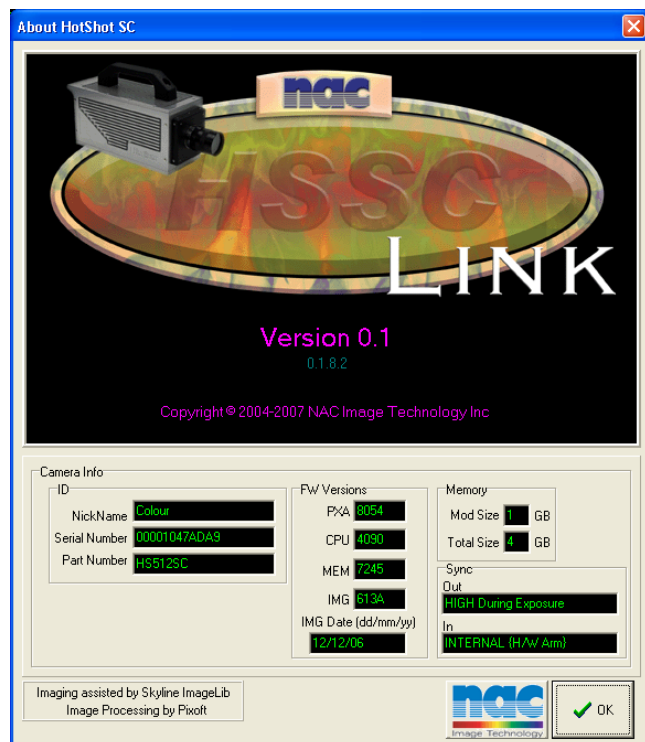 About HotShot SC
nac
HSSC
LINK
Version 0.1
0.1.8.2
Copyright © 2004-2007 NAC Image Technology Inc
Camera Info
ID
NickName Colour
Serial Number 00001047ADA9
Part Number HS512SC
FW Versions
PXA 8054
CPU 4090
MEM 7245
IMG 613A
IMG Date (dd/mm/yy)
12/12/06
Memory
Mod Size 1 GB
Total Size 4 GB
Sync
Out
HIGH During Exposure
In
INTERNAL {H/W Arm}
Imaging assisted by Skyline ImageLib
Image Processing by Pixoft
nac
Image Technology
OK